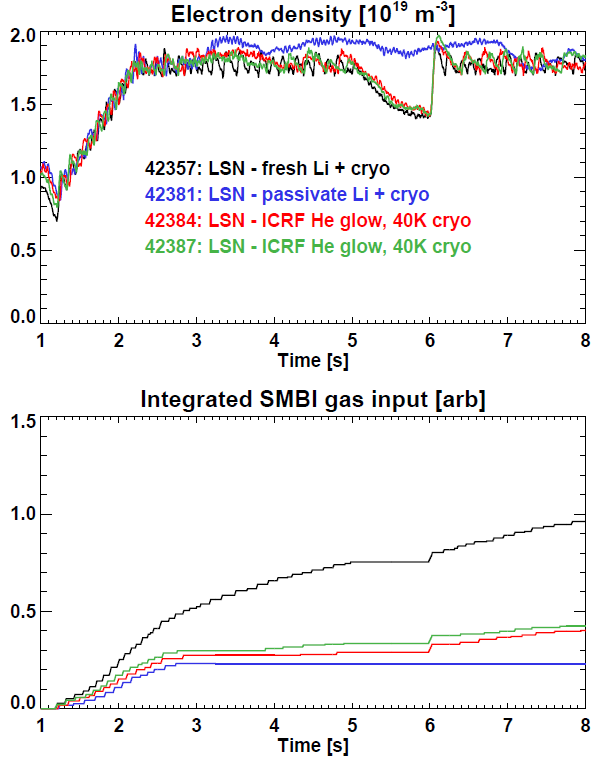 Electron density [10^19 m-3]
2.0
1.5
1.0
0.5
0.0
42357: LSN - fresh Li + cryo
42381: LSN - passivate Li + cryo
42384: LSN - ICRF He glow, 40K cryo
42387: LSN - ICRF He glow, 40K cryo
1 2 3 4 5 6 7 8
Time [s]
Integrated SMBI gas input [arb]
1.5
1.0
0.5
0.0
1 2 3 4 5 6 7 8
Time [s]